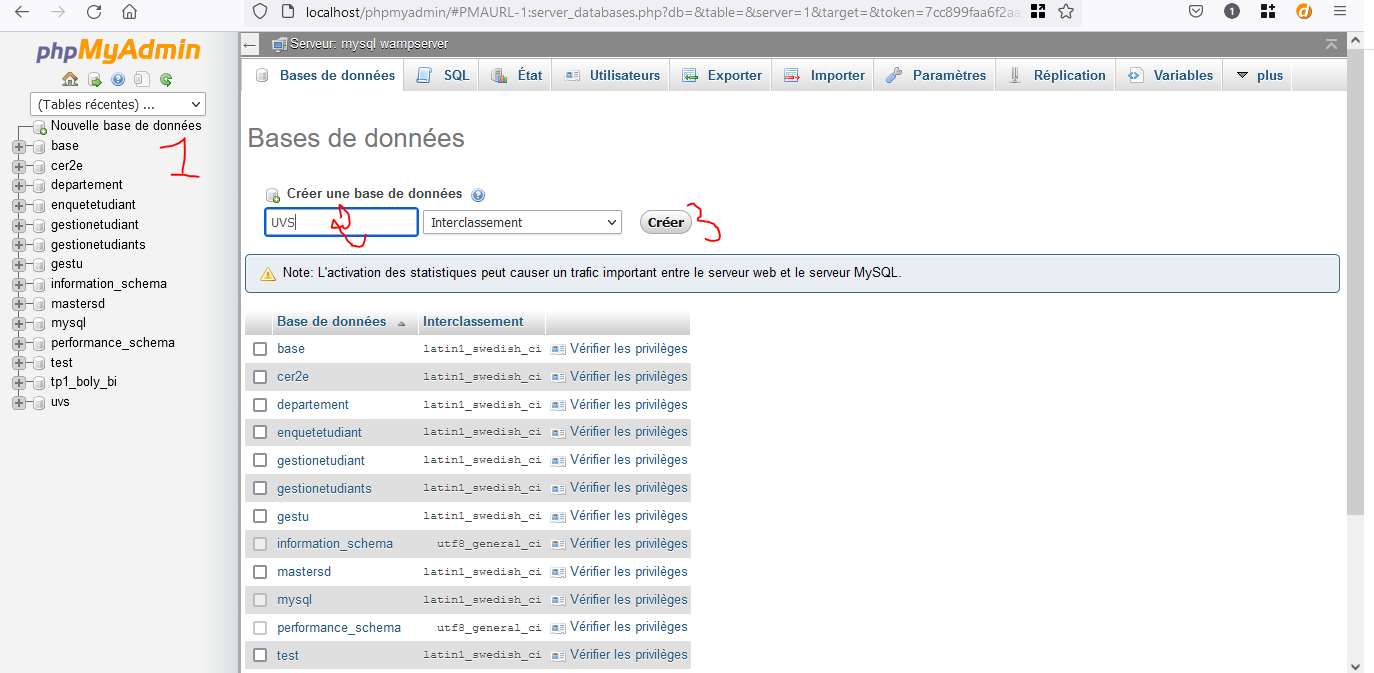 localhost/phpmyadmin/#PMAURL-1:server_databases.php?db=&table=&server=1&target=&token=7cc899faa6f2aa
1
phpMyAdmin
(Tables récentes) ...
Nouvelle base de données
base
cer2e
departement
enquetetudiant
gestionetudiant
gestionetudiants
gestu
information_schema
mastersd
mysql
performance_schema
test
tp1_boly_bi
uvs
1
Serveur: mysql wampserver
Bases de données SQL État Utilisateurs Exporter Importer Paramètres Réplication Variables plus
Bases de données
Créer une base de données
UVS 2 Interclassement Créer 3
Note: L'activation des statistiques peut causer un trafic important entre le serveur web et le serveur MySQL.
Base de données Interclassement
base latin1_swedish_ci Vérifier les privilèges
cer2e latin1_swedish_ci Vérifier les privilèges
departement latin1_swedish_ci Vérifier les privilèges
enquetetudiant latin1_swedish_ci Vérifier les privilèges
gestionetudiant latin1_swedish_ci Vérifier les privilèges
gestionetudiants latin1_swedish_ci Vérifier les privilèges
gestu latin1_swedish_ci Vérifier les privilèges
information_schema utf8_general_ci Vérifier les privilèges
mastersd latin1_swedish_ci Vérifier les privilèges
mysql latin1_swedish_ci Vérifier les privilèges
performance_schema utf8_general_ci Vérifier les privilèges
test latin1_swedish_ci Vérifier les privilèges